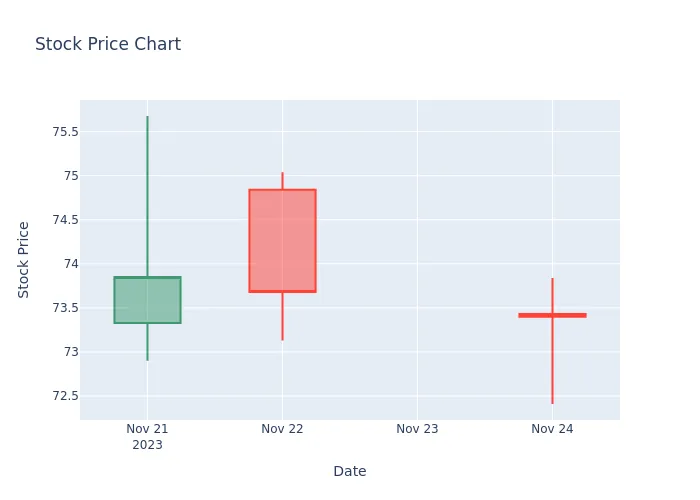 Stock Price Chart
Stock Price
75.5
75
74.5
74
73.5
73
72.5
Nov 21
2023
Nov 22
Nov 23
Nov 24
Date